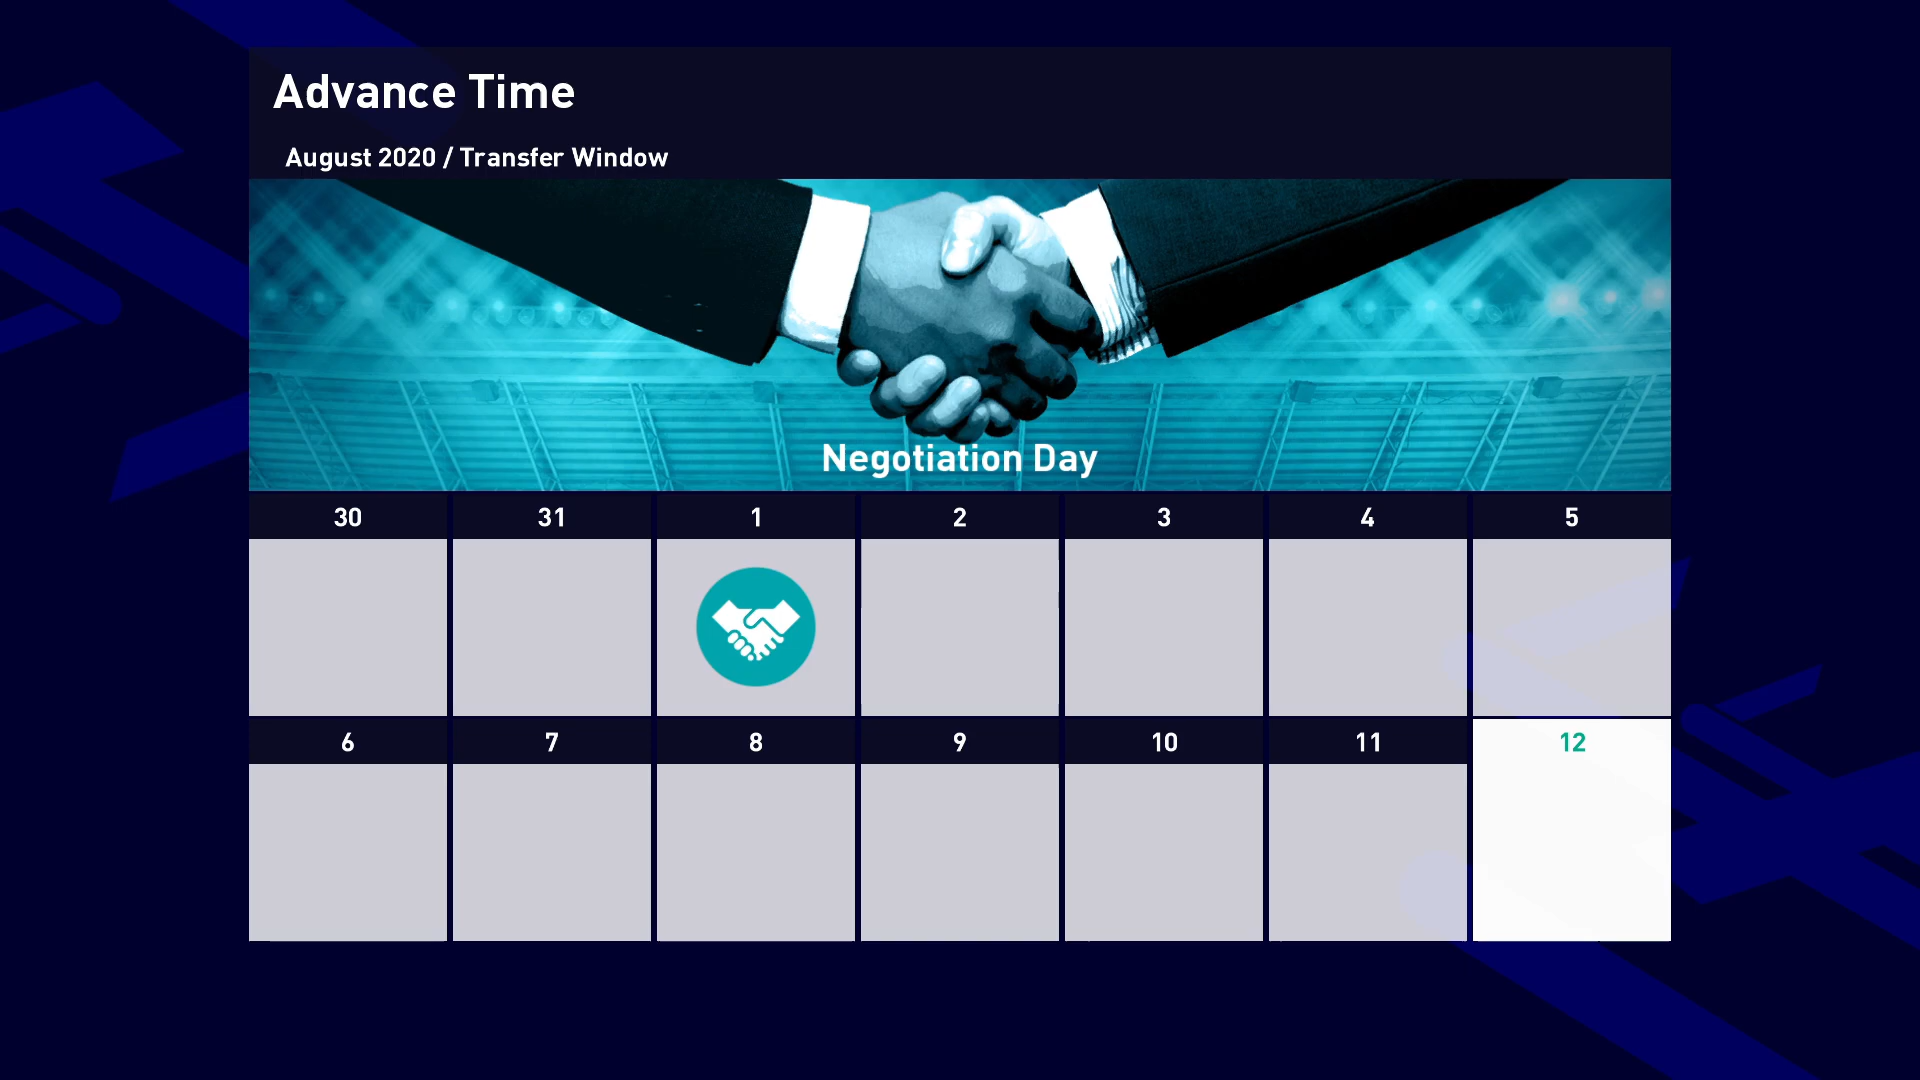 Advance Time
August 2020 / Transfer Window
Negotiation Day
30 31 1 2 3 4 5
6 7 8 9 10 11 12